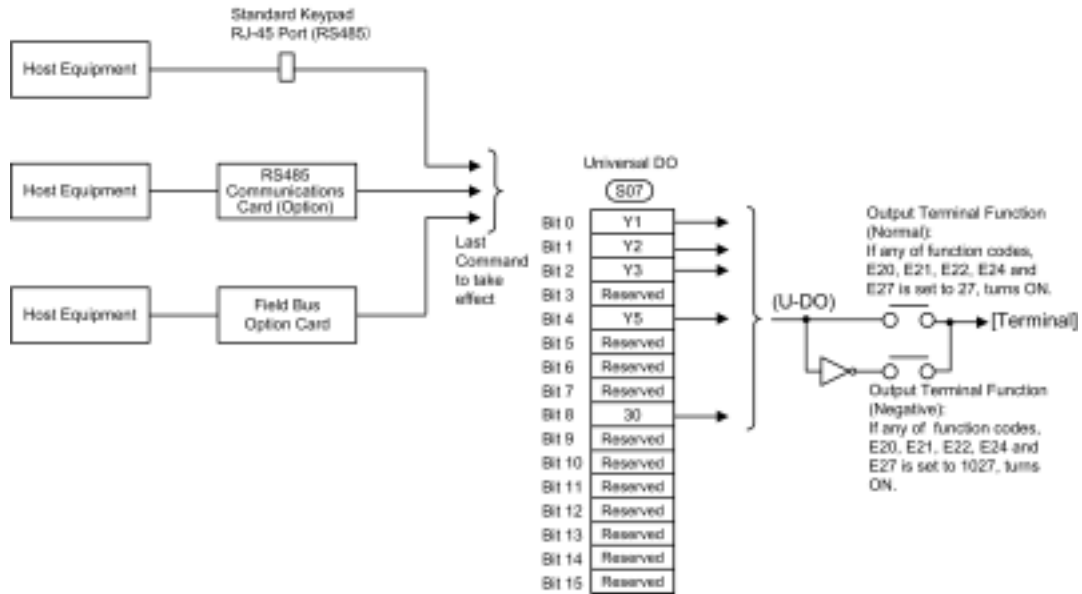 Standard Keypad
RJ-45 Port (RS485)
Host Equipment
Host Equipment
RS485
Communications
Card (Option)
Host Equipment
Field Bus
Option Card
Last
Command
to take
effect
Universal DO
S07
Bit 0 Y1
Bit 1 Y2
Bit 2 Y3
Bit 3 Reserved
Bit 4 Y5
Bit 5 Reserved
Bit 6 Reserved
Bit 7 Reserved
Bit 8 30
Bit 9 Reserved
Bit 10 Reserved
Bit 11 Reserved
Bit 12 Reserved
Bit 13 Reserved
Bit 14 Reserved
Bit 15 Reserved
(U-DO)
Output Terminal Function
(Normal):
If any of function codes,
E20, E21, E22, E24 and
E27 is set to 27, turns ON.
[Terminal]
Output Terminal Function
(Negative):
If any of function codes,
E20, E21, E22, E24 and
E27 is set to 1027, turns
ON.